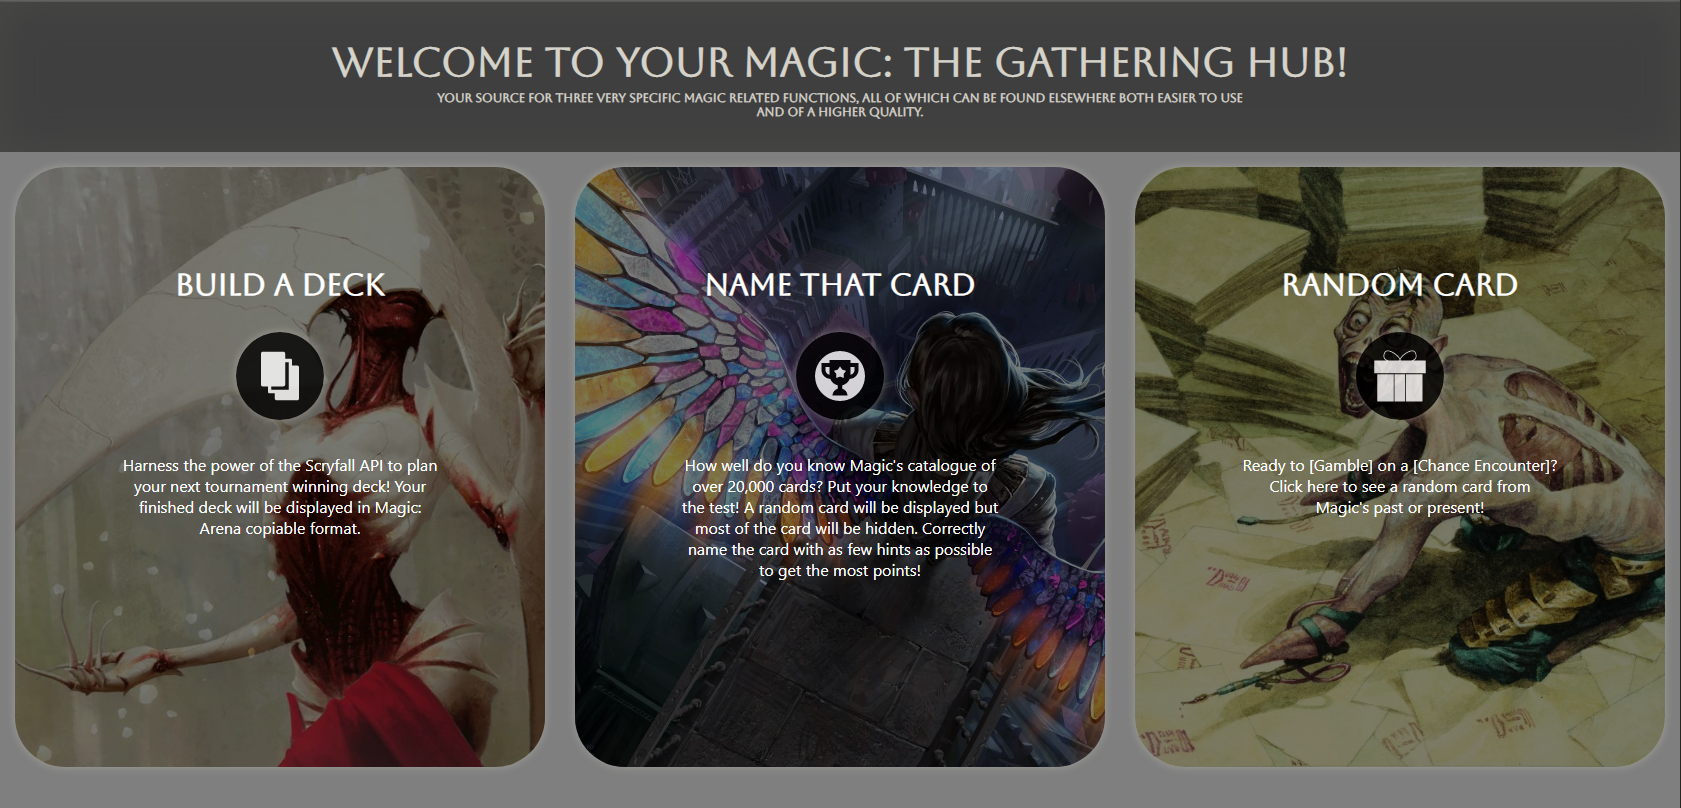 WELCOME TO YOUR MAGIC: THE GATHERING HUB!
YOUR SOURCE FOR THREE VERY SPECIFIC MAGIC RELATED FUNCTIONS, ALL OF WHICH CAN BE FOUND ELSEWHERE BOTH EASIER TO USE
AND OF A HIGHER QUALITY.
BUILD A DECK
Harness the power of the Scryfall API to plan
your next tournament winning deck! Your
finished deck will be displayed in Magic:
Arena copiable format.
NAME THAT CARD
How well do you know Magic's catalogue of
over 20,000 cards? Put your knowledge to
the test! A random card will be displayed but
most of the card will be hidden. Correctly
name the card with as few hints as possible
to get the most points!
RANDOM CARD
Ready to [Gamble] on a [Chance Encounter]?
Click here to see a random card from
Magic's past or present!